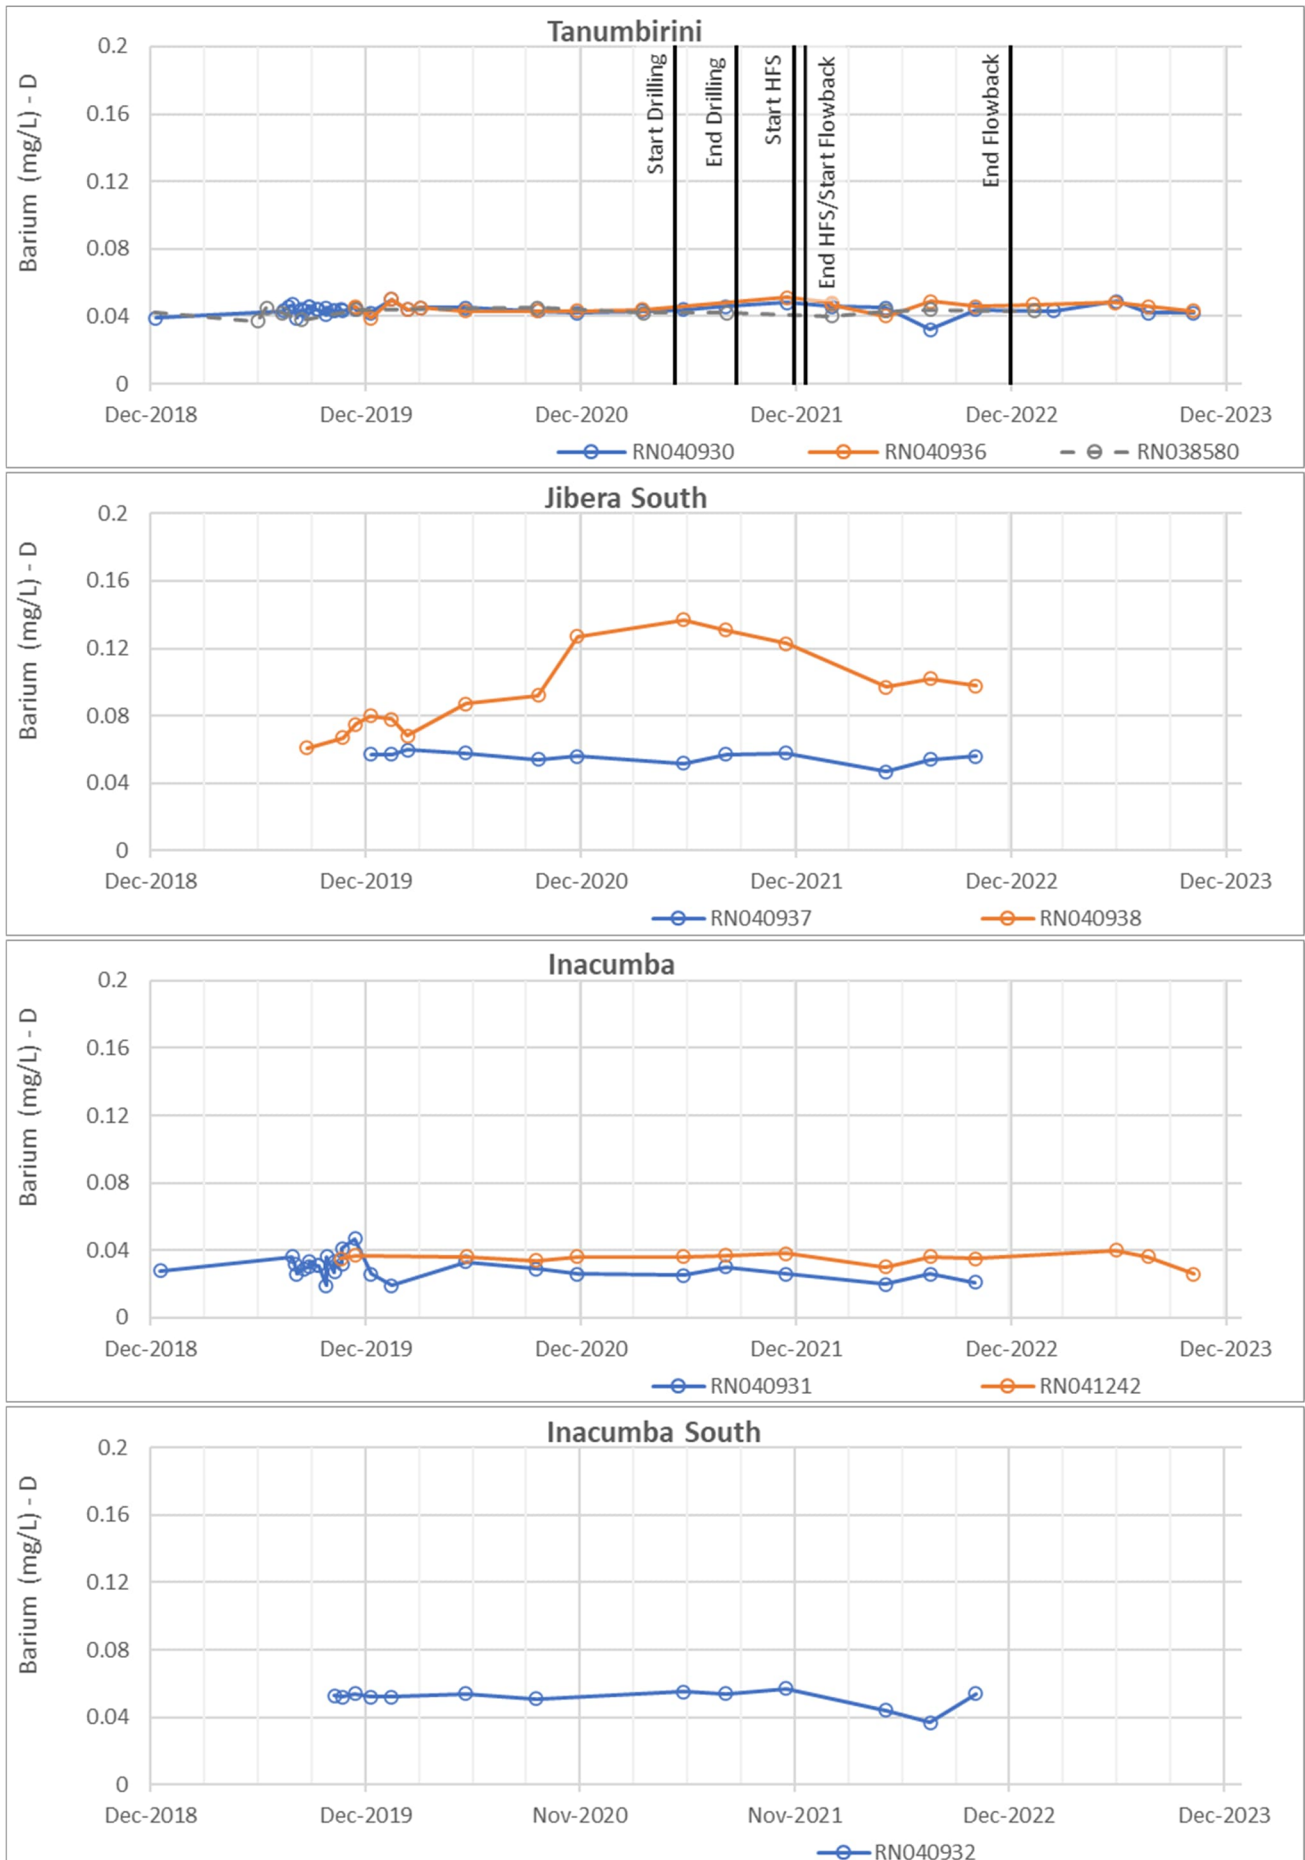 Tanumbirini
Barium (mg/L) - D
0.2
0.16
0.12
0.08
0.04
0
Start Drilling
End Drilling
Start HFS
End HFS/Start Flowback
End Flowback
Dec-2018 Dec-2019 Dec-2020 Dec-2021 Dec-2022 Dec-2023
RN040930 RN040936 RN038580
Jibera South
Barium (mg/L) - D
0.2
0.16
0.12
0.08
0.04
0
Dec-2018 Dec-2019 Dec-2020 Dec-2021 Dec-2022 Dec-2023
RN040937 RN040938
Inacumba
Barium (mg/L) - D
0.2
0.16
0.12
0.08
0.04
0
Dec-2018 Dec-2019 Dec-2020 Dec-2021 Dec-2022 Dec-2023
RN040931 RN041242
Inacumba South
Barium (mg/L) - D
0.2
0.16
0.12
0.08
0.04
0
Dec-2018 Dec-2019 Nov-2020 Nov-2021 Dec-2022 Dec-2023
RN040932